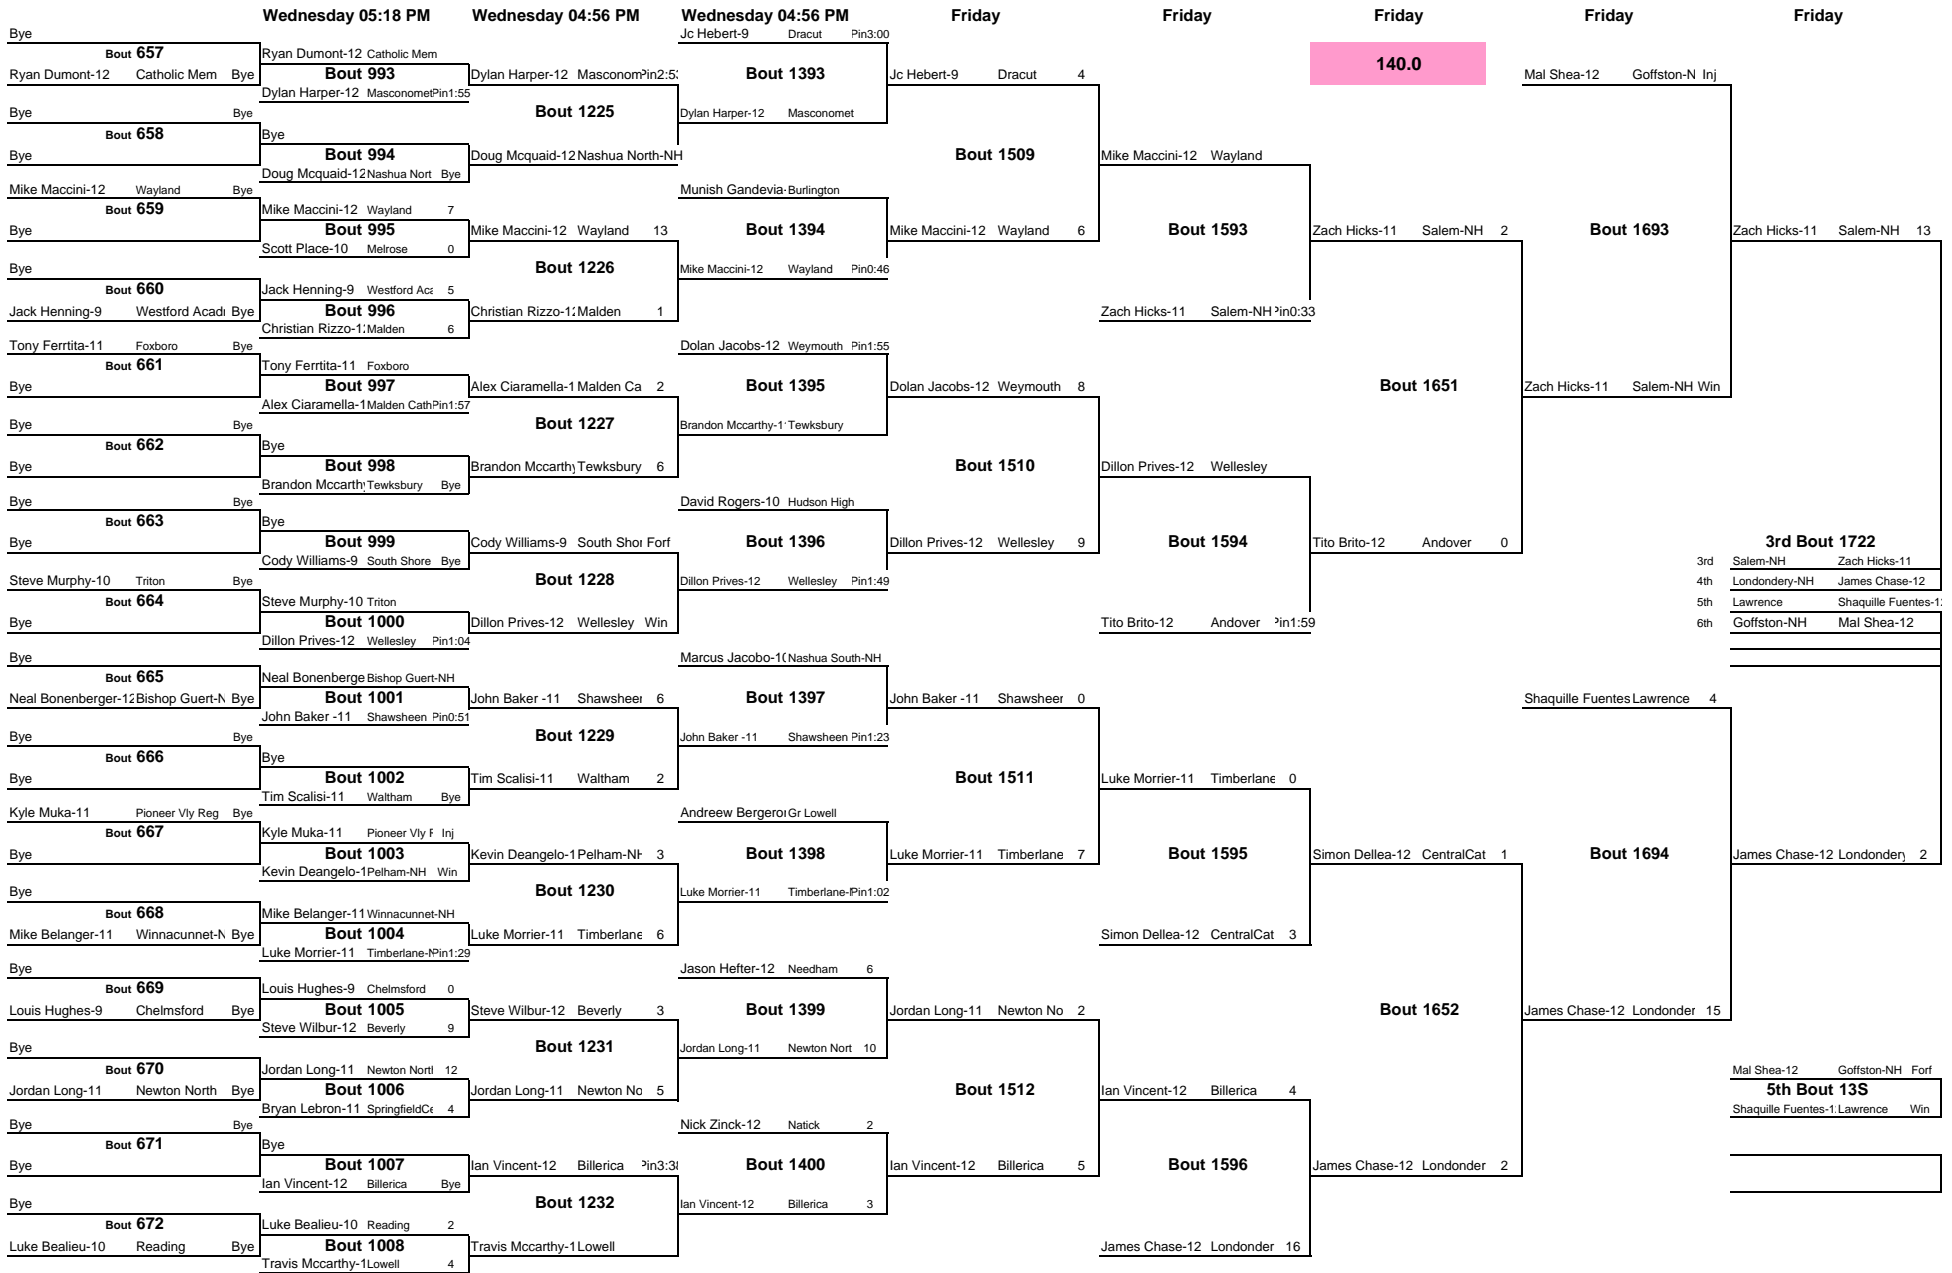 Wednesday 05:18 PM Wednesday 04:56 PM Wednesday 04:56 PM Friday Friday Friday Friday Friday
140.0
Bye
Bout 657
Ryan Dumont-12 Catholic Mem Bye
Bye Bye
Bout 658
Bye
Mike Maccini-12 Wayland Bye
Bout 659
Bye
Bye
Bout 660
Jack Henning-9 Westford Acad Bye
Tony Ferrtita-11 Foxboro Bye
Bout 661
Bye
Bye Bye
Bout 662
Bye
Bye Bye
Bout 663
Bye
Steve Murphy-10 Triton Bye
Bout 664
Bye
Bye
Bout 665
Neal Bonenberger-12 Bishop Guert-N Bye
Bye Bye
Bout 666
Bye
Kyle Muka-11 Pioneer Vly Reg Bye
Bout 667
Bye
Bye
Bout 668
Mike Belanger-11 Winnacunnet-N Bye
Bye
Bout 669
Louis Hughes-9 Chelmsford Bye
Bye
Bout 670
Jordan Long-11 Newton North Bye
Bye Bye
Bout 671
Bye
Bye
Bout 672
Luke Bealieu-10 Reading Bye
Ryan Dumont-12 Catholic Mem
Bout 993
Dylan Harper-12 Masconomet Pin1:55
Bye
Bout 994
Doug Mcquaid-12 Nashua Nort Bye
Mike Maccini-12 Wayland 7
Bout 995
Scott Place-10 Melrose 0
Jack Henning-9 Westford Aca 5
Bout 996
Christian Rizzo-1 Malden 6
Tony Ferrtita-11 Foxboro
Bout 997
Alex Ciaramella-1 Malden Cath Pin1:57
Bye
Bout 998
Brandon Mccarthy Tewksbury Bye
Bye
Bout 999
Cody Williams-9 South Shore Bye
Steve Murphy-10 Triton
Bout 1000
Dillon Prives-12 Wellesley Pin1:04
Neal Bonenberge Bishop Guert-NH
Bout 1001
John Baker -11 Shawsheen Pin0:51
Bye
Bout 1002
Tim Scalisi-11 Waltham Bye
Kyle Muka-11 Pioneer Vly Inj
Bout 1003
Kevin Deangelo-1 Pelham-NH Win
Mike Belanger-11 Winnacunnet-NH
Bout 1004
Luke Morrier-11 Timberlane- Pin1:29
Louis Hughes-9 Chelmsford 0
Bout 1005
Steve Wilbur-12 Beverly 9
Jordan Long-11 Newton Nortl 12
Bout 1006
Bryan Lebron-11 SpringfieldCe 4
Bye
Bout 1007
Ian Vincent-12 Billerica Bye
Luke Bealieu-10 Reading 2
Bout 1008
Travis Mccarthy-1 Lowell 4
Dylan Harper-12 Masconom Pin2:53
Bout 1225
Doug Mcquaid-12 Nashua North-NH
Mike Maccini-12 Wayland 13
Bout 1226
Christian Rizzo-12 Malden 1
Alex Ciaramella-1 Malden Ca 2
Bout 1227
Brandon Mccarthy Tewksbury 6
Cody Williams-9 South Shor Forf
Bout 1228
Dillon Prives-12 Wellesley Win
John Baker -11 Shawsheen 6
Bout 1229
Tim Scalisi-11 Waltham 2
Kevin Deangelo-1 Pelham-NH 3
Bout 1230
Luke Morrier-11 Timberlane 6
Steve Wilbur-12 Beverly 3
Bout 1231
Jordan Long-11 Newton No 5
Ian Vincent-12 Billerica Pin3:38
Bout 1232
Travis Mccarthy-1 Lowell
Jc Hebert-9 Dracut Pin3:00
Bout 1393
Dylan Harper-12 Masconomet
Munish Gandevia- Burlington
Bout 1394
Mike Maccini-12 Wayland Pin0:46
Dolan Jacobs-12 Weymouth Pin1:55
Bout 1395
Brandon Mccarthy-1 Tewksbury
David Rogers-10 Hudson High
Bout 1396
Dillon Prives-12 Wellesley Pin1:49
Marcus Jacobo-10 Nashua South-NH
Bout 1397
John Baker -11 Shawsheen Pin1:23
Andreew Bergeron Gr Lowell
Bout 1398
Luke Morrier-11 Timberlane- Pin1:02
Jason Hefter-12 Needham 6
Bout 1399
Jordan Long-11 Newton Nort 10
Nick Zinck-12 Natick 2
Bout 1400
Ian Vincent-12 Billerica 3
Jc Hebert-9 Dracut 4
Bout 1509
Mike Maccini-12 Wayland 6
Dolan Jacobs-12 Weymouth 8
Bout 1510
Dillon Prives-12 Wellesley 9
John Baker -11 Shawsheen 0
Bout 1511
Luke Morrier-11 Timberlane 7
Jordan Long-11 Newton No 2
Bout 1512
Ian Vincent-12 Billerica 5
Mike Maccini-12 Wayland
Bout 1593
Zach Hicks-11 Salem-NH Pin0:33
Dillon Prives-12 Wellesley
Bout 1594
Tito Brito-12 Andover Pin1:59
Luke Morrier-11 Timberlane 0
Bout 1595
Simon Dellea-12 CentralCat 3
Ian Vincent-12 Billerica 4
Bout 1596
James Chase-12 Londonder 16
Zach Hicks-11 Salem-NH 2
Bout 1651
Tito Brito-12 Andover 0
Simon Dellea-12 CentralCat 1
Bout 1652
James Chase-12 Londonder 2
Mal Shea-12 Goffston-N Inj
Bout 1693
Zach Hicks-11 Salem-NH Win
Shaquille Fuentes Lawrence 4
Bout 1694
James Chase-12 Londonder 15
Zach Hicks-11 Salem-NH 13
3rd Bout 1722
3rd Salem-NH Zach Hicks-11
4th Londondery-NH James Chase-12
5th Lawrence Shaquille Fuentes-1
6th Goffston-NH Mal Shea-12
James Chase-12 Londondery 2
Mal Shea-12 Goffston-NH Forf
5th Bout 13S
Shaquille Fuentes-1 Lawrence Win